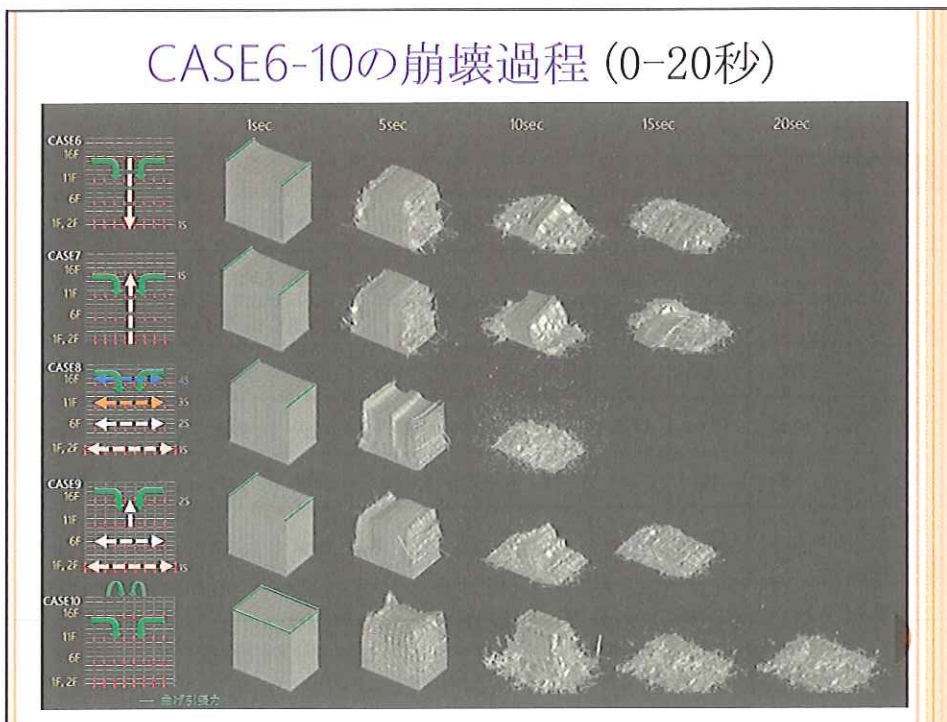 CASE6-10の崩壊過程 (0-20秒)
1sec 5sec 10sec 15sec 20sec
CASE6
16F
11F
6F
1F, 2F 1S
CASE7
16F 1S
11F
6F
1F, 2F
CASE8
16F 4S
11F 3S
6F 2S
1F, 2F 1S
CASE9
16F 2S
11F
6F
1F, 2F 1S
CASE10
16F
11F
6F
1F, 2F
曲げ引張力